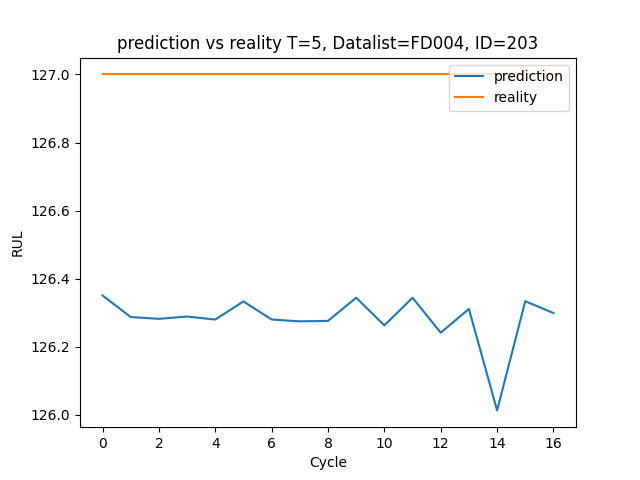 prediction vs reality T=5, Datalist=FD004, ID=203
127.0
126.8
126.6
126.4
126.2
126.0
RUL
prediction
reality
0 2 4 6 8 10 12 14 16
Cycle